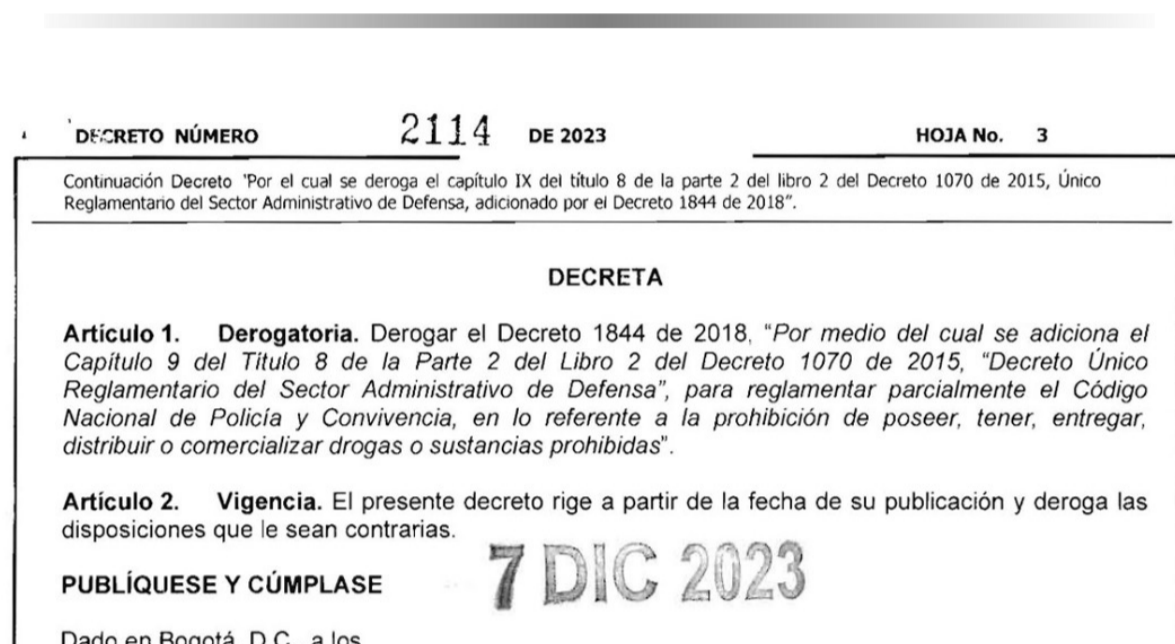 DECRETO NÚMERO 2114 DE 2023 HOJA No. 3
Continuación Decreto "Por el cual se deroga el capítulo IX del título 8 de la parte 2 del libro 2 del Decreto 1070 de 2015, Único
Reglamentario del Sector Administrativo de Defensa, adicionado por el Decreto 1844 de 2018".
DECRETA
Artículo 1. Derogatoria. Derogar el Decreto 1844 de 2018, "Por medio del cual se adiciona el
Capítulo 9 del Título 8 de la Parte 2 del Libro 2 del Decreto 1070 de 2015, "Decreto Único
Reglamentario del Sector Administrativo de Defensa", para reglamentar parcialmente el Código
Nacional de Policía y Convivencia, en lo referente a la prohibición de poseer, tener, entregar,
distribuir o comercializar drogas o sustancias prohibidas".
Artículo 2. Vigencia. El presente decreto rige a partir de la fecha de su publicación y deroga las
disposiciones que le sean contrarias.
7 DIC 2023
PUBLÍQUESE Y CÚMPLASE
Dado en Bogotá, D.C., a los